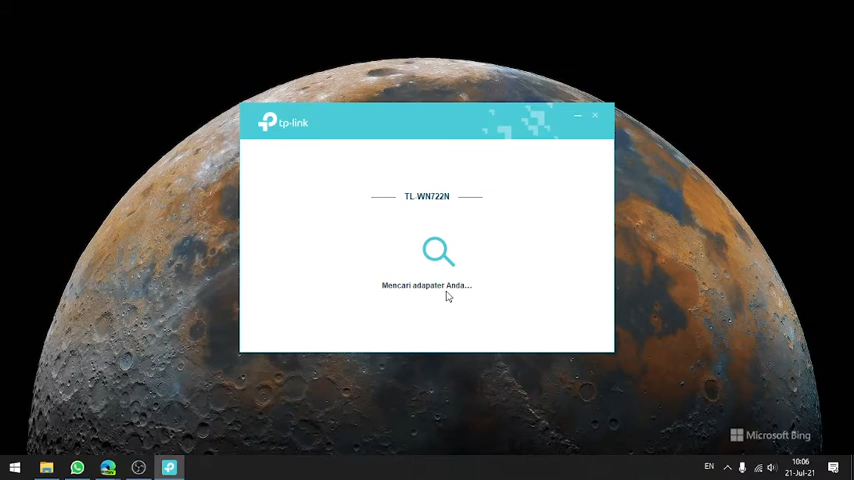 tp-link
TL-WN722N
Mencari adapater Anda...
Microsoft Bing
EN
10:06
21-Jul-21